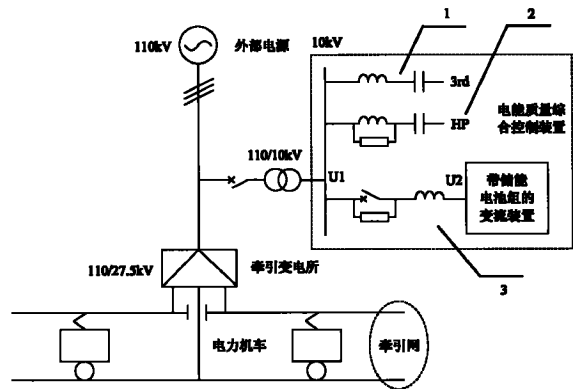 1
2
110kV
外部电源
10kV
3rd
HP
电能质量综
合控制装置
110/10kV
U1
U2
带储能
电池组的
变流装置
110/27.5kV
牵引变电所
3
电力机车
牵引网